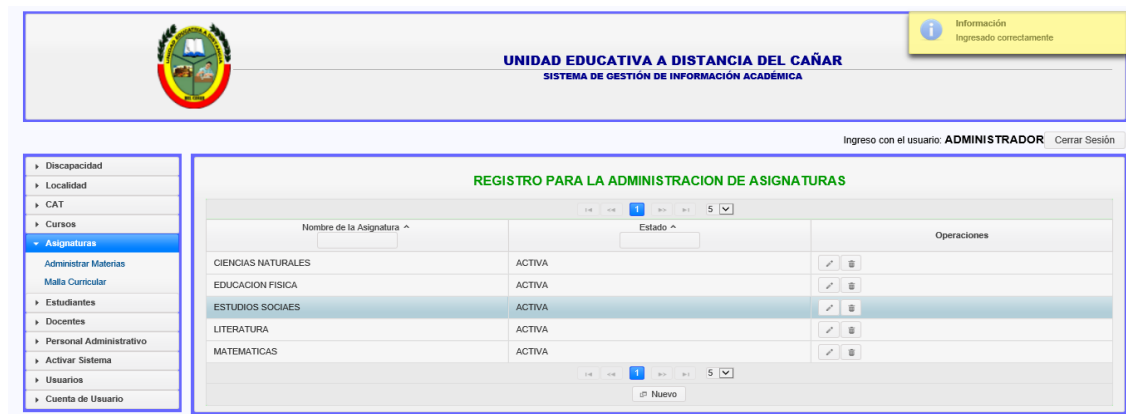 Información
Ingresado correctamente
UNIDAD EDUCATIVA A DISTANCIA DEL CAÑAR
SISTEMA DE GESTIÓN DE INFORMACIÓN ACADÉMICA
Ingreso con el usuario: ADMINISTRADOR Cerrar Sesión
Discapacidad
Localidad
CAT
Cursos
Asignaturas
Administrar Materias
Malla Curricular
Estudiantes
Docentes
Personal Administrativo
Activar Sistema
Usuarios
Cuenta de Usuario
REGISTRO PARA LA ADMINISTRACION DE ASIGNATURAS
1 5
Nombre de la Asignatura Estado Operaciones
CIENCIAS NATURALES ACTIVA
EDUCACION FISICA ACTIVA
ESTUDIOS SOCIAES ACTIVA
LITERATURA ACTIVA
MATEMATICAS ACTIVA
1 5
Nuevo